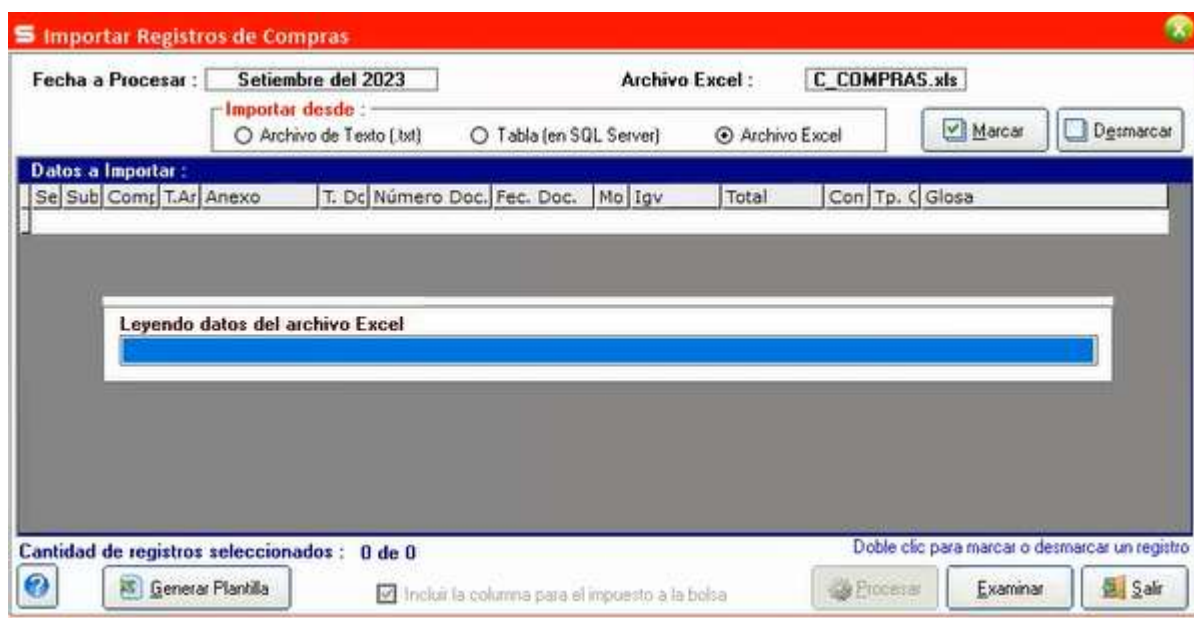 Importar Registros de Compras
Fecha a Procesar : Setiembre del 2023 Archivo Excel : C_COMPRAS.xls
Importar desde :
Archivo de Texto (.txt) Tabla (en SQL Server) Archivo Excel Marcar Desmarcar
Datos a Importar :
Se Sub Comp T.An Anexo T. Dc Número Doc. Fec. Doc. Mo Igv Total Con Tp. C Glosa
Leyendo datos del archivo Excel
Cantidad de registros seleccionados : 0 de 0 Doble clic para marcar o desmarcar un registro
Generar Plantilla Incluir la columna para el impuesto a la bolsa Procesar Examinar Salir